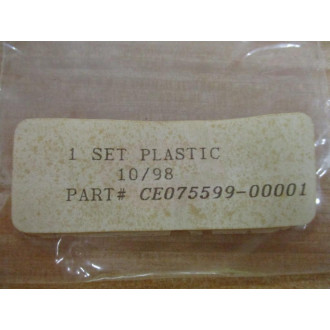 1 SET PLASTIC
10/98
PART# CE075599-00001